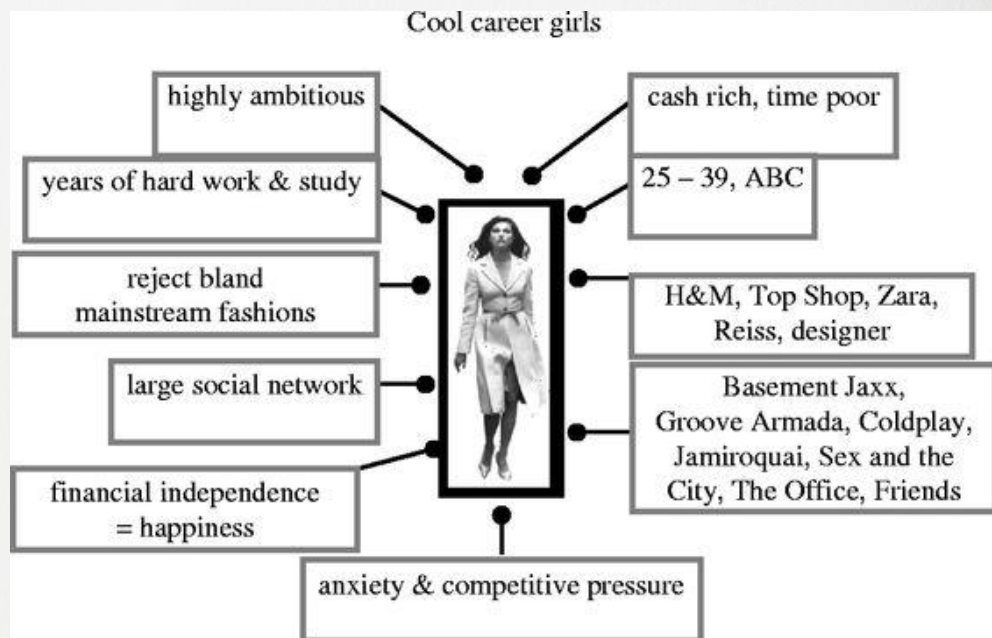 Cool career girls
highly ambitious
cash rich, time poor
years of hard work & study
25 – 39, ABC
reject bland
mainstream fashions
H&M, Top Shop, Zara,
Reiss, designer
large social network
Basement Jaxx,
Groove Armada, Coldplay,
Jamiroquai, Sex and the
City, The Office, Friends
financial independence
= happiness
anxiety & competitive pressure